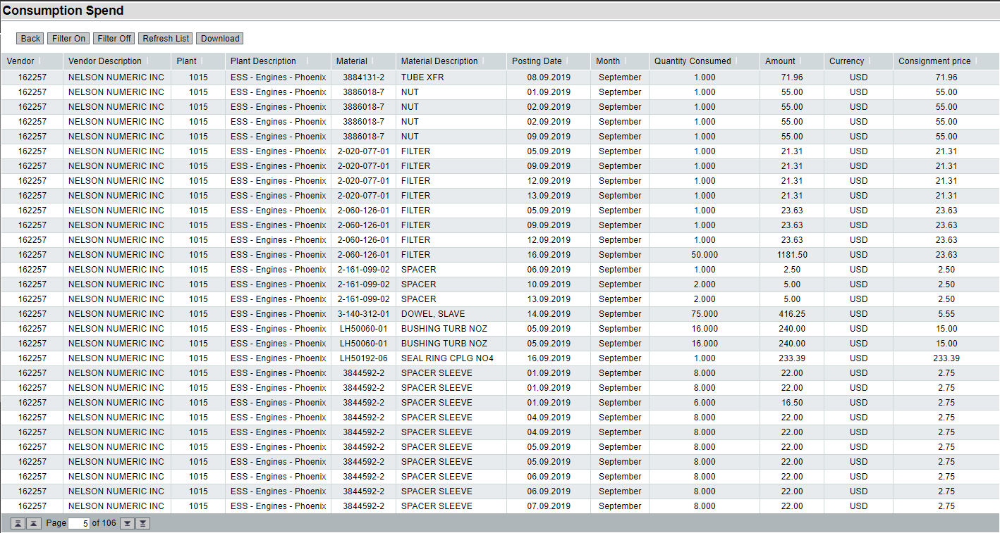 Consumption Spend
Back Filter On Filter Off Refresh List Download
Vendor Vendor Description Plant Plant Description Material Material Description Posting Date Month Quantity Consumed Amount Currency Consignment price
162257 NELSON NUMERIC INC 1015 ESS - Engines - Phoenix 3884131-2 TUBE XFR 08.09.2019 September 1.000 71.96 USD 71.96
162257 NELSON NUMERIC INC 1015 ESS - Engines - Phoenix 3886018-7 NUT 01.09.2019 September 1.000 55.00 USD 55.00
162257 NELSON NUMERIC INC 1015 ESS - Engines - Phoenix 3886018-7 NUT 02.09.2019 September 1.000 55.00 USD 55.00
162257 NELSON NUMERIC INC 1015 ESS - Engines - Phoenix 3886018-7 NUT 02.09.2019 September 1.000 55.00 USD 55.00
162257 NELSON NUMERIC INC 1015 ESS - Engines - Phoenix 3886018-7 NUT 09.09.2019 September 1.000 55.00 USD 55.00
162257 NELSON NUMERIC INC 1015 ESS - Engines - Phoenix 2-020-077-01 FILTER 05.09.2019 September 1.000 21.31 USD 21.31
162257 NELSON NUMERIC INC 1015 ESS - Engines - Phoenix 2-020-077-01 FILTER 09.09.2019 September 1.000 21.31 USD 21.31
162257 NELSON NUMERIC INC 1015 ESS - Engines - Phoenix 2-020-077-01 FILTER 12.09.2019 September 1.000 21.31 USD 21.31
162257 NELSON NUMERIC INC 1015 ESS - Engines - Phoenix 2-020-077-01 FILTER 13.09.2019 September 1.000 21.31 USD 21.31
162257 NELSON NUMERIC INC 1015 ESS - Engines - Phoenix 2-060-126-01 FILTER 05.09.2019 September 1.000 23.63 USD 23.63
162257 NELSON NUMERIC INC 1015 ESS - Engines - Phoenix 2-060-126-01 FILTER 09.09.2019 September 1.000 23.63 USD 23.63
162257 NELSON NUMERIC INC 1015 ESS - Engines - Phoenix 2-060-126-01 FILTER 12.09.2019 September 1.000 23.63 USD 23.63
162257 NELSON NUMERIC INC 1015 ESS - Engines - Phoenix 2-060-126-01 FILTER 16.09.2019 September 50.000 1181.50 USD 23.63
162257 NELSON NUMERIC INC 1015 ESS - Engines - Phoenix 2-161-099-02 SPACER 06.09.2019 September 1.000 2.50 USD 2.50
162257 NELSON NUMERIC INC 1015 ESS - Engines - Phoenix 2-161-099-02 SPACER 10.09.2019 September 2.000 5.00 USD 2.50
162257 NELSON NUMERIC INC 1015 ESS - Engines - Phoenix 2-161-099-02 SPACER 13.09.2019 September 2.000 5.00 USD 2.50
162257 NELSON NUMERIC INC 1015 ESS - Engines - Phoenix 3-140-312-01 DOWEL, SLAVE 14.09.2019 September 75.000 416.25 USD 5.55
162257 NELSON NUMERIC INC 1015 ESS - Engines - Phoenix LH50060-01 BUSHING TURB NOZ 05.09.2019 September 16.000 240.00 USD 15.00
162257 NELSON NUMERIC INC 1015 ESS - Engines - Phoenix LH50060-01 BUSHING TURB NOZ 05.09.2019 September 16.000 240.00 USD 15.00
162257 NELSON NUMERIC INC 1015 ESS - Engines - Phoenix LH50192-06 SEAL RING CPLG NO4 16.09.2019 September 1.000 233.39 USD 233.39
162257 NELSON NUMERIC INC 1015 ESS - Engines - Phoenix 3844592-2 SPACER SLEEVE 01.09.2019 September 8.000 22.00 USD 2.75
162257 NELSON NUMERIC INC 1015 ESS - Engines - Phoenix 3844592-2 SPACER SLEEVE 01.09.2019 September 8.000 22.00 USD 2.75
162257 NELSON NUMERIC INC 1015 ESS - Engines - Phoenix 3844592-2 SPACER SLEEVE 01.09.2019 September 6.000 16.50 USD 2.75
162257 NELSON NUMERIC INC 1015 ESS - Engines - Phoenix 3844592-2 SPACER SLEEVE 04.09.2019 September 8.000 22.00 USD 2.75
162257 NELSON NUMERIC INC 1015 ESS - Engines - Phoenix 3844592-2 SPACER SLEEVE 04.09.2019 September 8.000 22.00 USD 2.75
162257 NELSON NUMERIC INC 1015 ESS - Engines - Phoenix 3844592-2 SPACER SLEEVE 05.09.2019 September 8.000 22.00 USD 2.75
162257 NELSON NUMERIC INC 1015 ESS - Engines - Phoenix 3844592-2 SPACER SLEEVE 05.09.2019 September 8.000 22.00 USD 2.75
162257 NELSON NUMERIC INC 1015 ESS - Engines - Phoenix 3844592-2 SPACER SLEEVE 06.09.2019 September 8.000 22.00 USD 2.75
162257 NELSON NUMERIC INC 1015 ESS - Engines - Phoenix 3844592-2 SPACER SLEEVE 06.09.2019 September 8.000 22.00 USD 2.75
162257 NELSON NUMERIC INC 1015 ESS - Engines - Phoenix 3844592-2 SPACER SLEEVE 07.09.2019 September 8.000 22.00 USD 2.75
Page 5 of 106